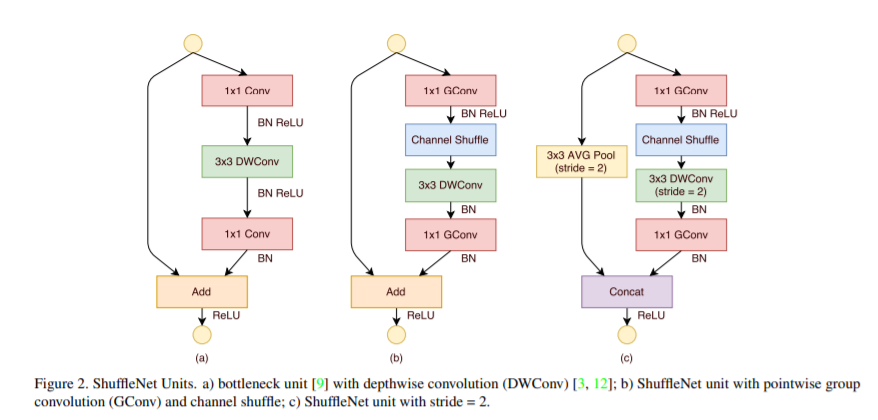 1x1 Conv
BN ReLU
3x3 DWConv
BN ReLU
1x1 Conv
BN
Add
ReLU
(a)
1x1 GConv
BN ReLU
Channel Shuffle
3x3 DWConv
BN
1x1 GConv
BN
Add
ReLU
(b)
1x1 GConv
BN ReLU
3x3 AVG Pool
(stride = 2)
Channel Shuffle
3x3 DWConv
(stride = 2)
BN
1x1 GConv
BN
Concat
ReLU
(c)
Figure 2. ShuffleNet Units. a) bottleneck unit [9] with depthwise convolution (DWConv) [3, 12]; b) ShuffleNet unit with pointwise group
convolution (GConv) and channel shuffle; c) ShuffleNet unit with stride = 2.